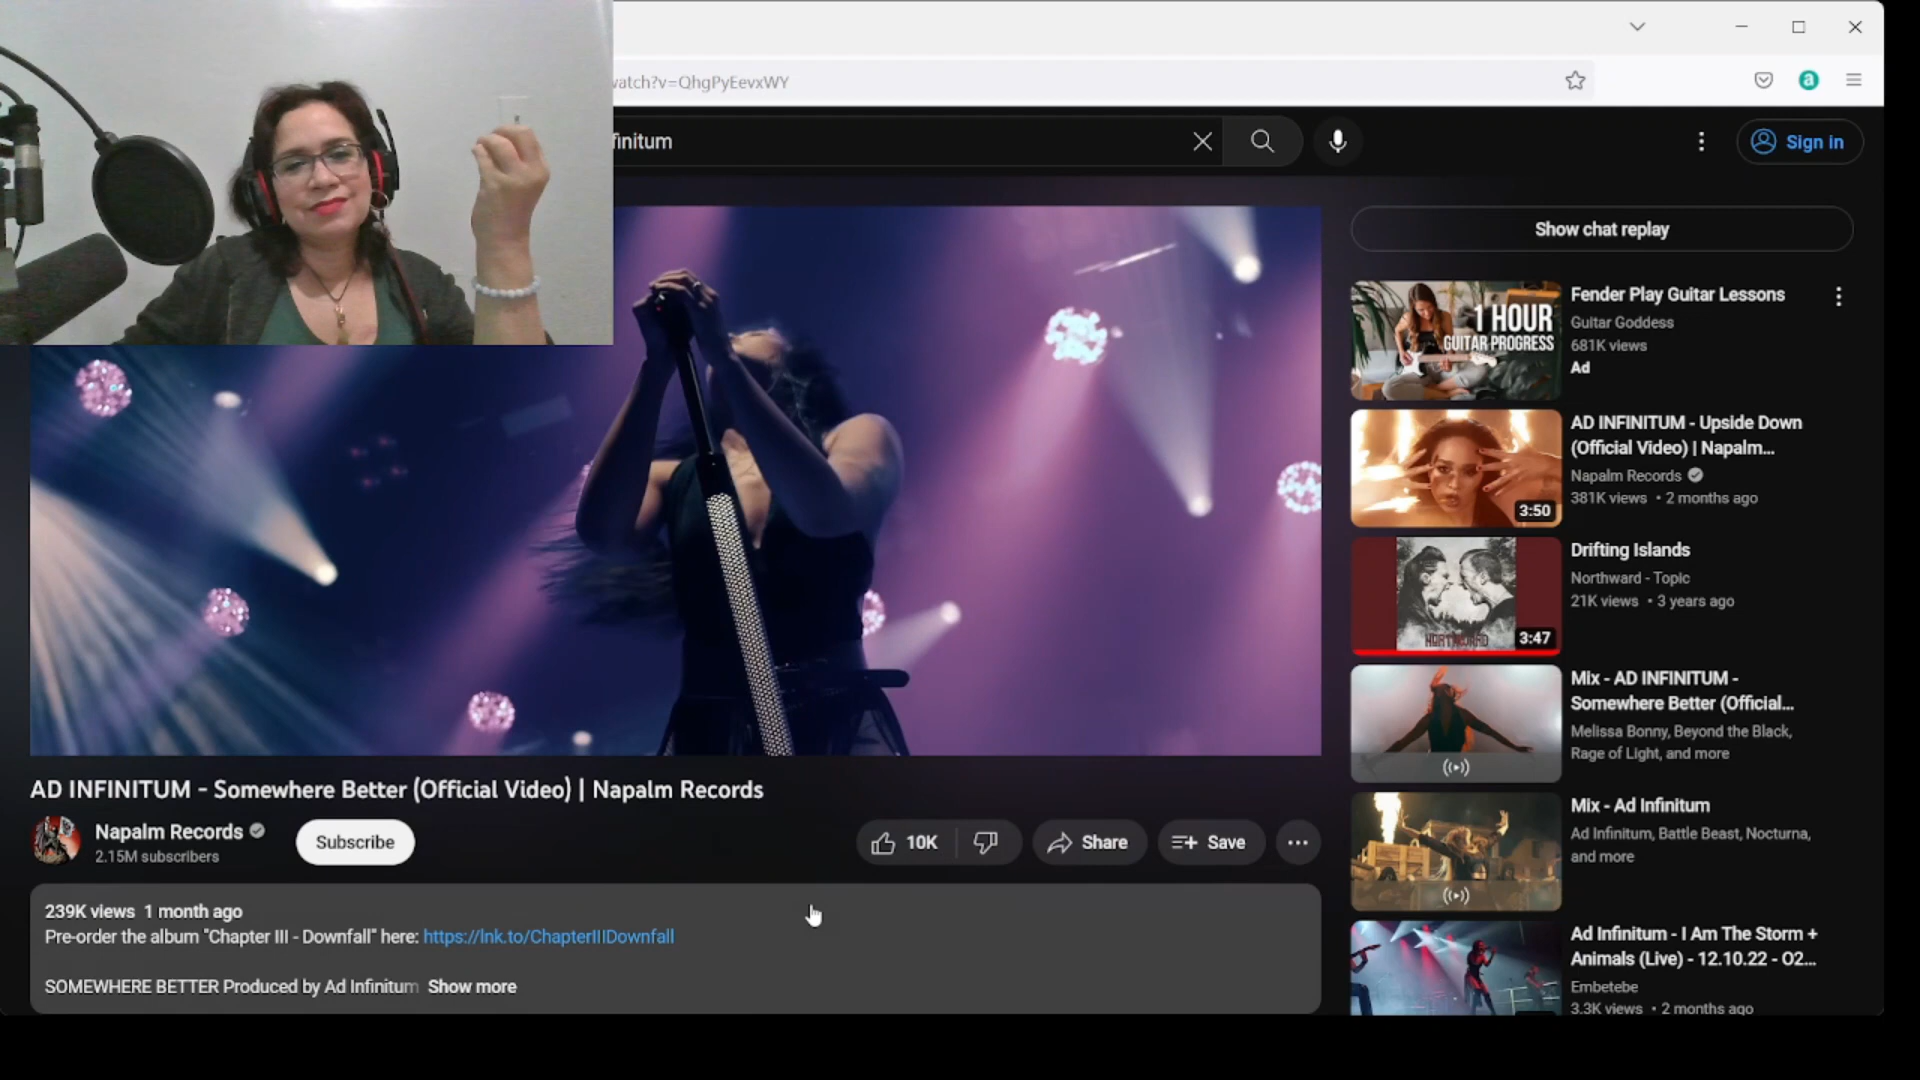 watch?v=QhgPyEevxWY
finitum
Sign in
Show chat replay
1 HOUR
GUITAR PROGRESS
Fender Play Guitar Lessons
Guitar Goddess
681K views
Ad
3:50
AD INFINITUM - Upside Down
(Official Video) | Napalm...
Napalm Records
381K views • 2 months ago
NORTHWARD
3:47
Drifting Islands
Northward - Topic
21K views • 3 years ago
Mix - AD INFINITUM -
Somewhere Better (Official...
Melissa Bonny, Beyond the Black,
Rage of Light, and more
Mix - Ad Infinitum
Ad Infinitum, Battle Beast, Nocturna,
and more
Ad Infinitum - I Am The Storm +
Animals (Live) - 12.10.22 - O2...
Embetebe
3.3K views • 2 months ago
AD INFINITUM - Somewhere Better (Official Video) | Napalm Records
Napalm Records
2.15M subscribers
Subscribe
10K
Share
Save
239K views 1 month ago
Pre-order the album "Chapter III - Downfall" here: https://lnk.to/ChapterIIIDownfall
SOMEWHERE BETTER Produced by Ad Infinitum Show more